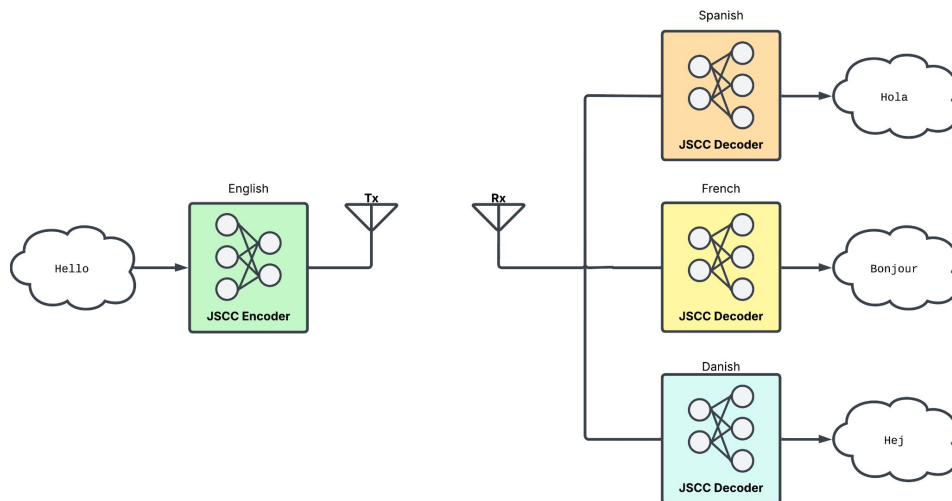 Hello
English
JSCC Encoder
Tx
Rx
Spanish
JSCC Decoder
Hola
French
JSCC Decoder
Bonjour
Danish
JSCC Decoder
Hej